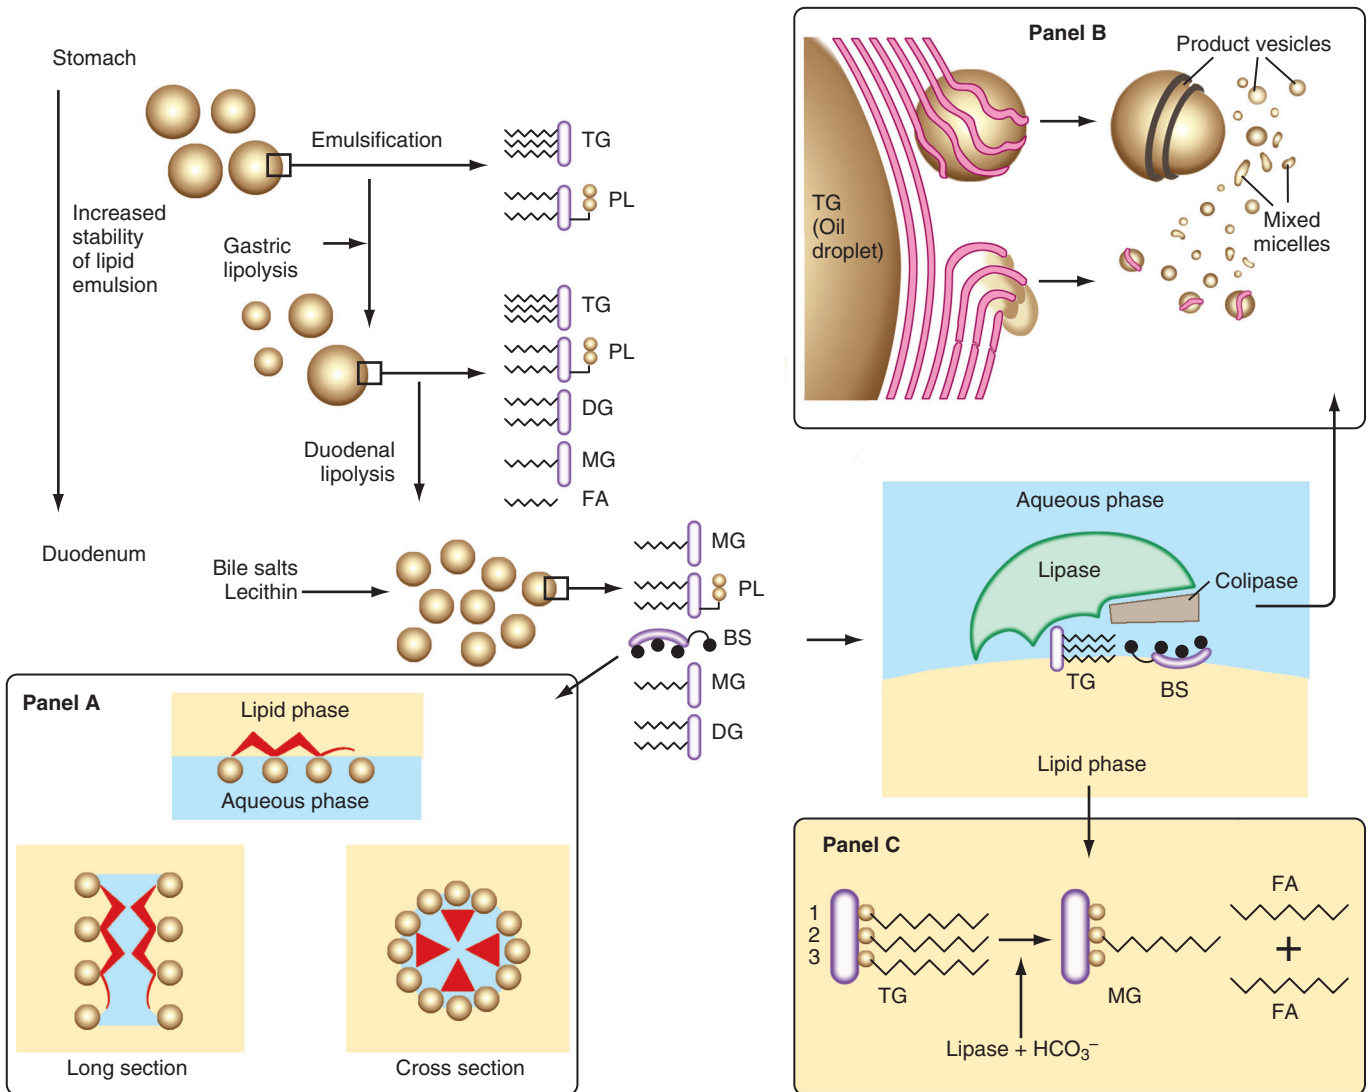 Stomach
Increased
stability
of lipid
emulsion
Duodenum
Emulsification
TG
PL
Gastric
lipolysis
TG
PL
DG
MG
FA
Duodenal
lipolysis
Bile salts
Lecithin
MG
PL
BS
MG
DG
Panel A
Lipid phase
Aqueous phase
Long section
Cross section
Panel B
Product vesicles
TG
(Oil
droplet)
Mixed
micelles
Aqueous phase
Lipase
Colipase
TG
BS
Lipid phase
Panel C
1
2
3
TG
MG
FA
+
FA
Lipase + HCO₃⁻